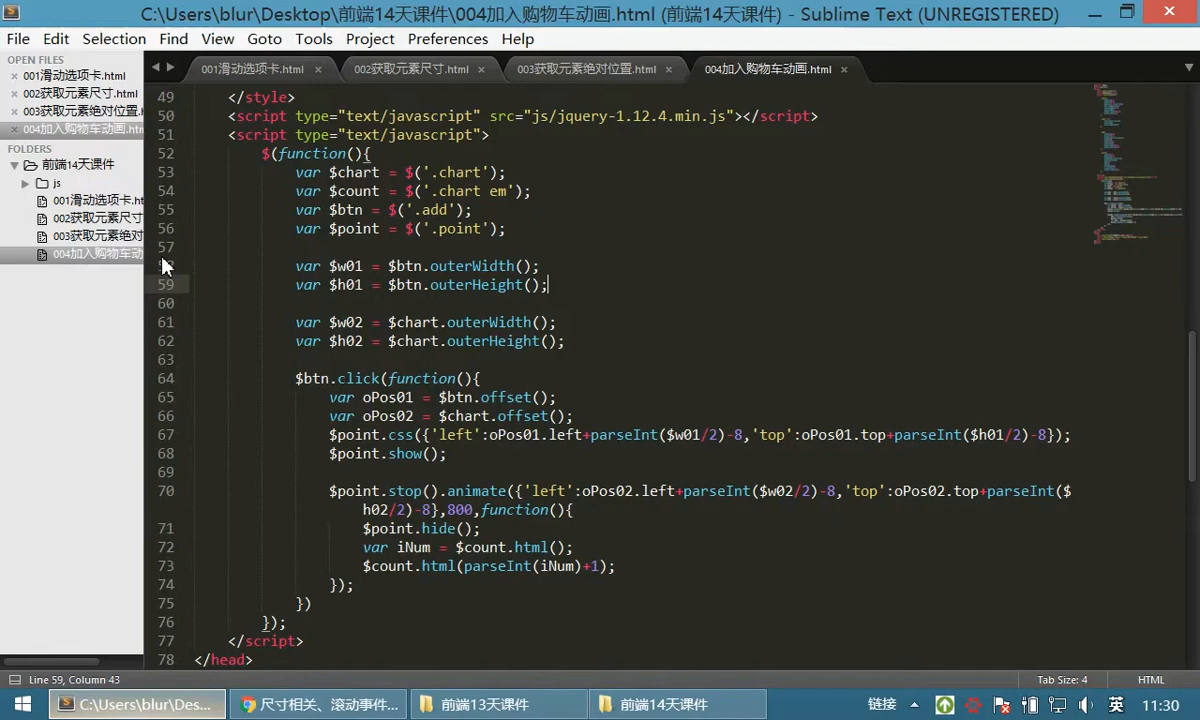 C:\Users\blur\Desktop\前端14天课件\004加入购物车动画.html (前端14天课件) - Sublime Text (UNREGISTERED)
File Edit Selection Find View Goto Tools Project Preferences Help
OPEN FILES
001滑动选项卡.html
002获取元素尺寸.html
003获取元素绝对位置.h
004加入购物车动画.htm
FOLDERS
前端14天课件
js
001滑动选项卡.ht
002获取元素尺寸
003获取元素绝对
004加入购物车动
001滑动选项卡.html 002获取元素尺寸.html 003获取元素绝对位置.html 004加入购物车动画.html
49 </style>
50 <script type="text/javascript" src="js/jquery-1.12.4.min.js"></script>
51 <script type="text/javascript">
52 $(function(){
53 var $chart = $('.chart');
54 var $count = $('.chart em');
55 var $btn = $('.add');
56 var $point = $('.point');
57
var $w01 = $btn.outerWidth();
59 var $h01 = $btn.outerHeight();
60
61 var $w02 = $chart.outerWidth();
62 var $h02 = $chart.outerHeight();
63
64 $btn.click(function(){
65 var oPos01 = $btn.offset();
66 var oPos02 = $chart.offset();
67 $point.css({'left':oPos01.left+parseInt($w01/2)-8,'top':oPos01.top+parseInt($h01/2)-8});
68 $point.show();
69
70 $point.stop().animate({'left':oPos02.left+parseInt($w02/2)-8,'top':oPos02.top+parseInt($
h02/2)-8},800,function(){
71 $point.hide();
72 var iNum = $count.html();
73 $count.html(parseInt(iNum)+1);
74 });
75 })
76 });
77 </script>
78 </head>
Line 59, Column 43 Tab Size: 4 HTML
C:\Users\blur\Des... 尺寸相关、滚动事件... 前端13天课件 前端14天课件 链接 英 11:30